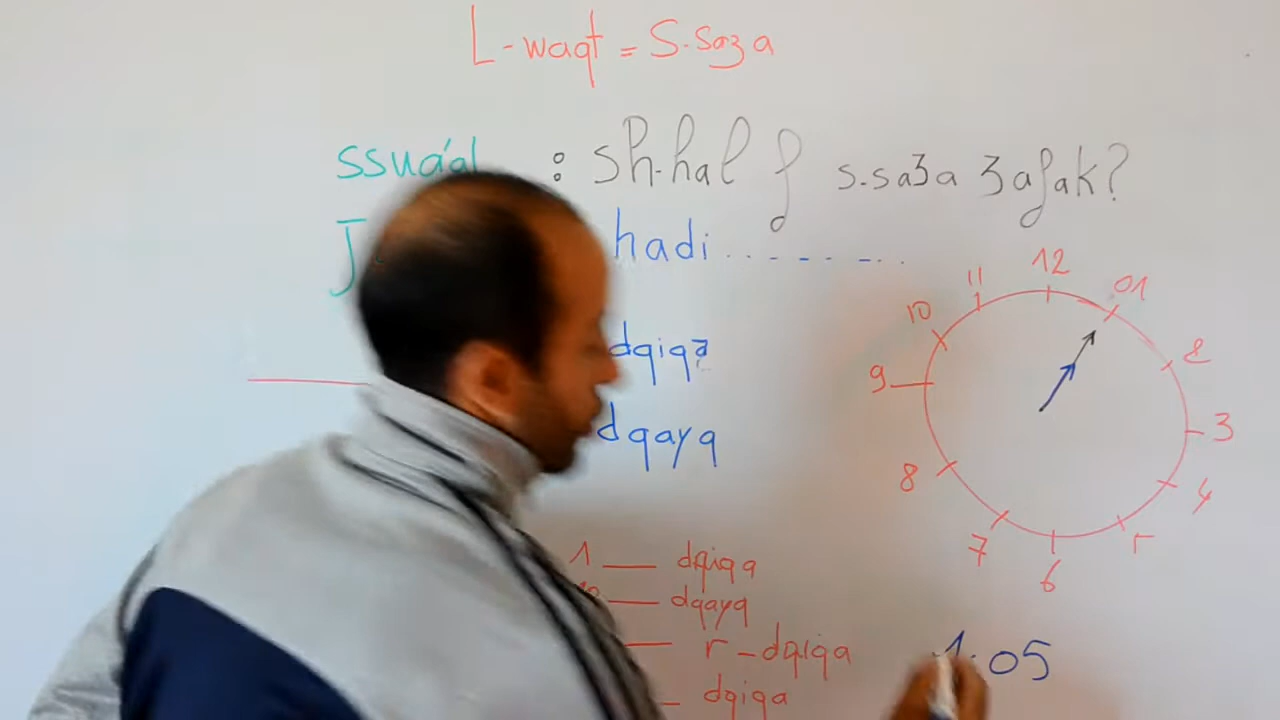 L-waqt = S.sa3a
ssua'al : sh-hal f s.sa3a 3afak?
J hadi ........
dqiqa
dqayq
1 — dqiqa
— dqayq
— r - dqiqa
— dqiqa
12
01
2
3
4
6
7
8
9
10
11
1:05